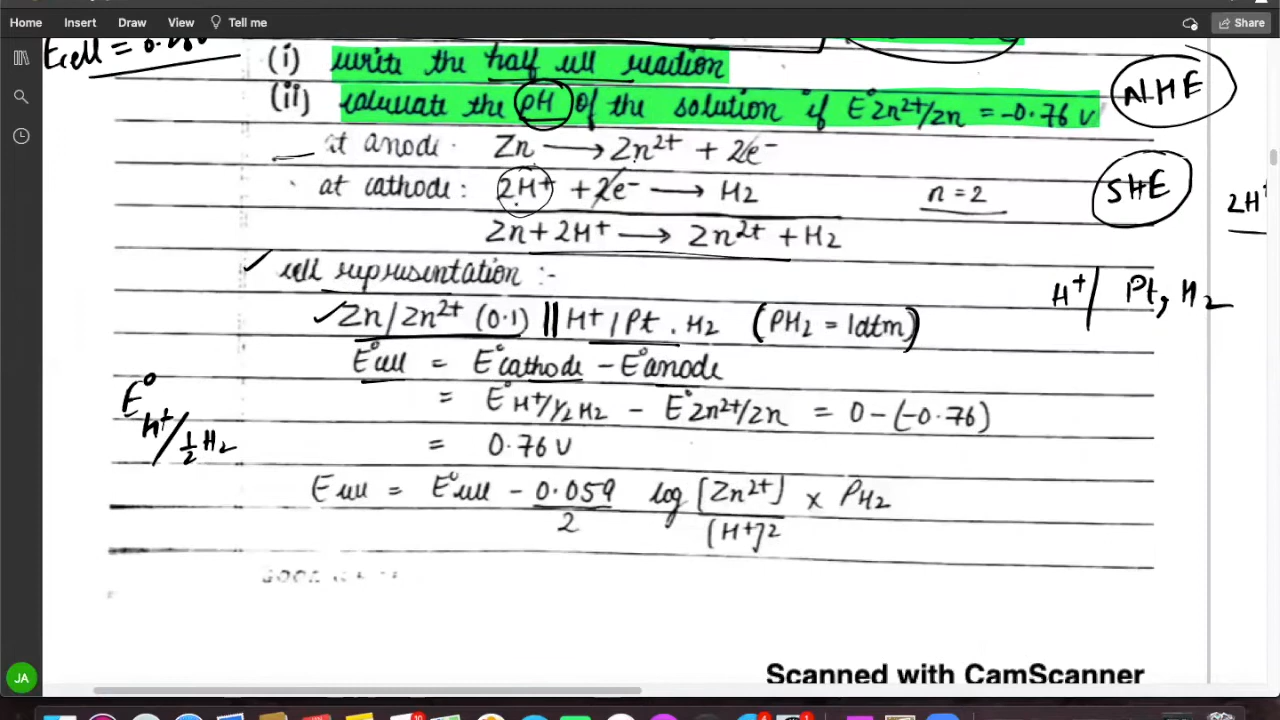 Home Insert Draw View Tell me Share
(i) write the half cell reaction
NHE
(ii) calculate the pH of the solution if E°Zn2+/Zn = -0.76 V
at anode: Zn ⟶ Zn2+ + 2e-
at cathode: 2H+ + 2e- ⟶ H2 n = 2
SHE
2H+
Zn + 2H+ ⟶ Zn2+ + H2
cell representation :-
H+/ Pt, H2
Zn/Zn2+ (0.1) || H+/Pt, H2 (PH2 = 1atm)
E°cell = E°cathode - E°anode
= E°H+/½H2 - E°Zn2+/Zn = 0-(-0.76)
E°H+/½H2
= 0.76 V
Ecell = E°cell - 0.059/2 log [Zn2+]/[H+]2 x PH2
JA
Scanned with CamScanner